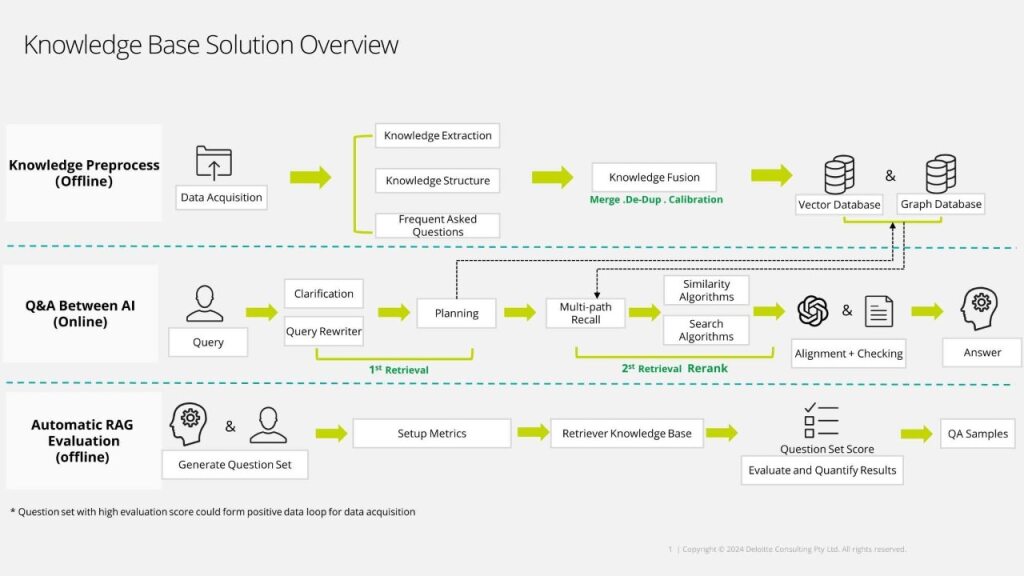 Knowledge Base Solution Overview
Knowledge Preprocess
(Offline)
Data Acquisition
Knowledge Extraction
Knowledge Structure
Frequent Asked
Questions
Knowledge Fusion
Merge .De-Dup . Calibration
&
Vector Database
Graph Database
Q&A Between AI
(Online)
Query
Clarification
Query Rewriter
Planning
1st Retrieval
Multi-path
Recall
Similarity
Algorithms
Search
Algorithms
2st Retrieval Rerank
&
Alignment + Checking
Answer
Automatic RAG
Evaluation
(offline)
&
Generate Question Set
Setup Metrics
Retriever Knowledge Base
Question Set Score
Evaluate and Quantify Results
QA Samples
* Question set with high evaluation score could form positive data loop for data acquisition
1 | Copyright © 2024 Deloitte Consulting Pty Ltd. All rights reserved.